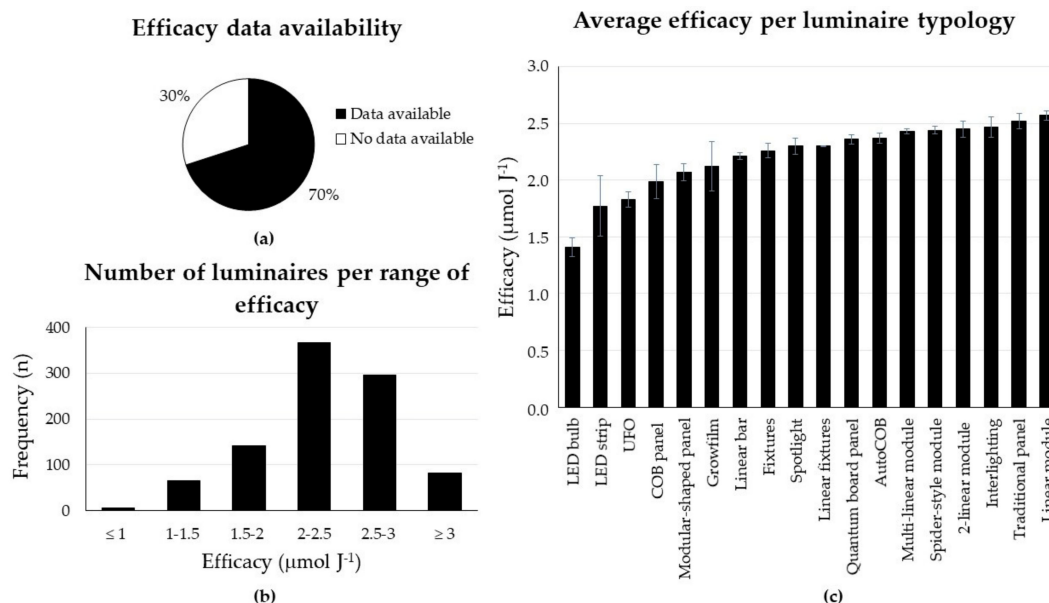 Efficacy data availability
30%
Data available
No data available
70%
(a)
Number of luminaires per range of
efficacy
Frequency (n)
400
300
200
100
0
≤ 1
1-1.5
1.5-2
2-2.5
2.5-3
≥ 3
Efficacy (μmol J⁻¹)
(b)
Average efficacy per luminaire typology
Efficacy (μmol J⁻¹)
3.0
2.5
2.0
1.5
1.0
0.5
0.0
LED bulb
LED strip
UFO
COB panel
Modular-shaped panel
Growfilm
Linear bar
Fixtures
Spotlight
Linear fixtures
Quantum board panel
AutoCOB
Multi-linear module
Spider-style module
2-linear module
Interlighting
Traditional panel
Linear module
(c)